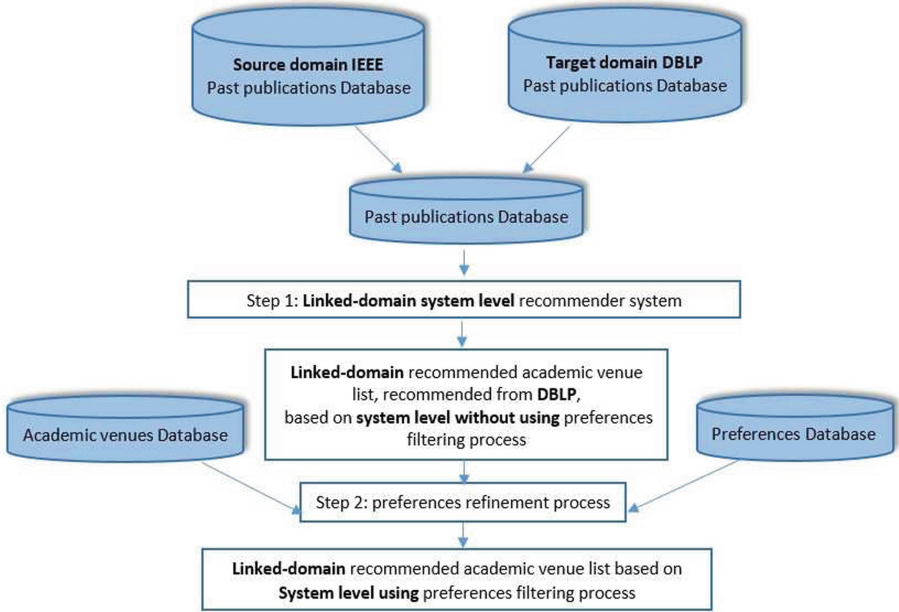 Source domain IEEE
Past publications Database
Target domain DBLP
Past publications Database
Past publications Database
Step 1: Linked-domain system level recommender system
Linked-domain recommended academic venue
list, recommended from DBLP,
based on system level without using preferences
filtering process
Academic venues Database
Preferences Database
Step 2: preferences refinement process
Linked-domain recommended academic venue list based on
System level using preferences filtering process